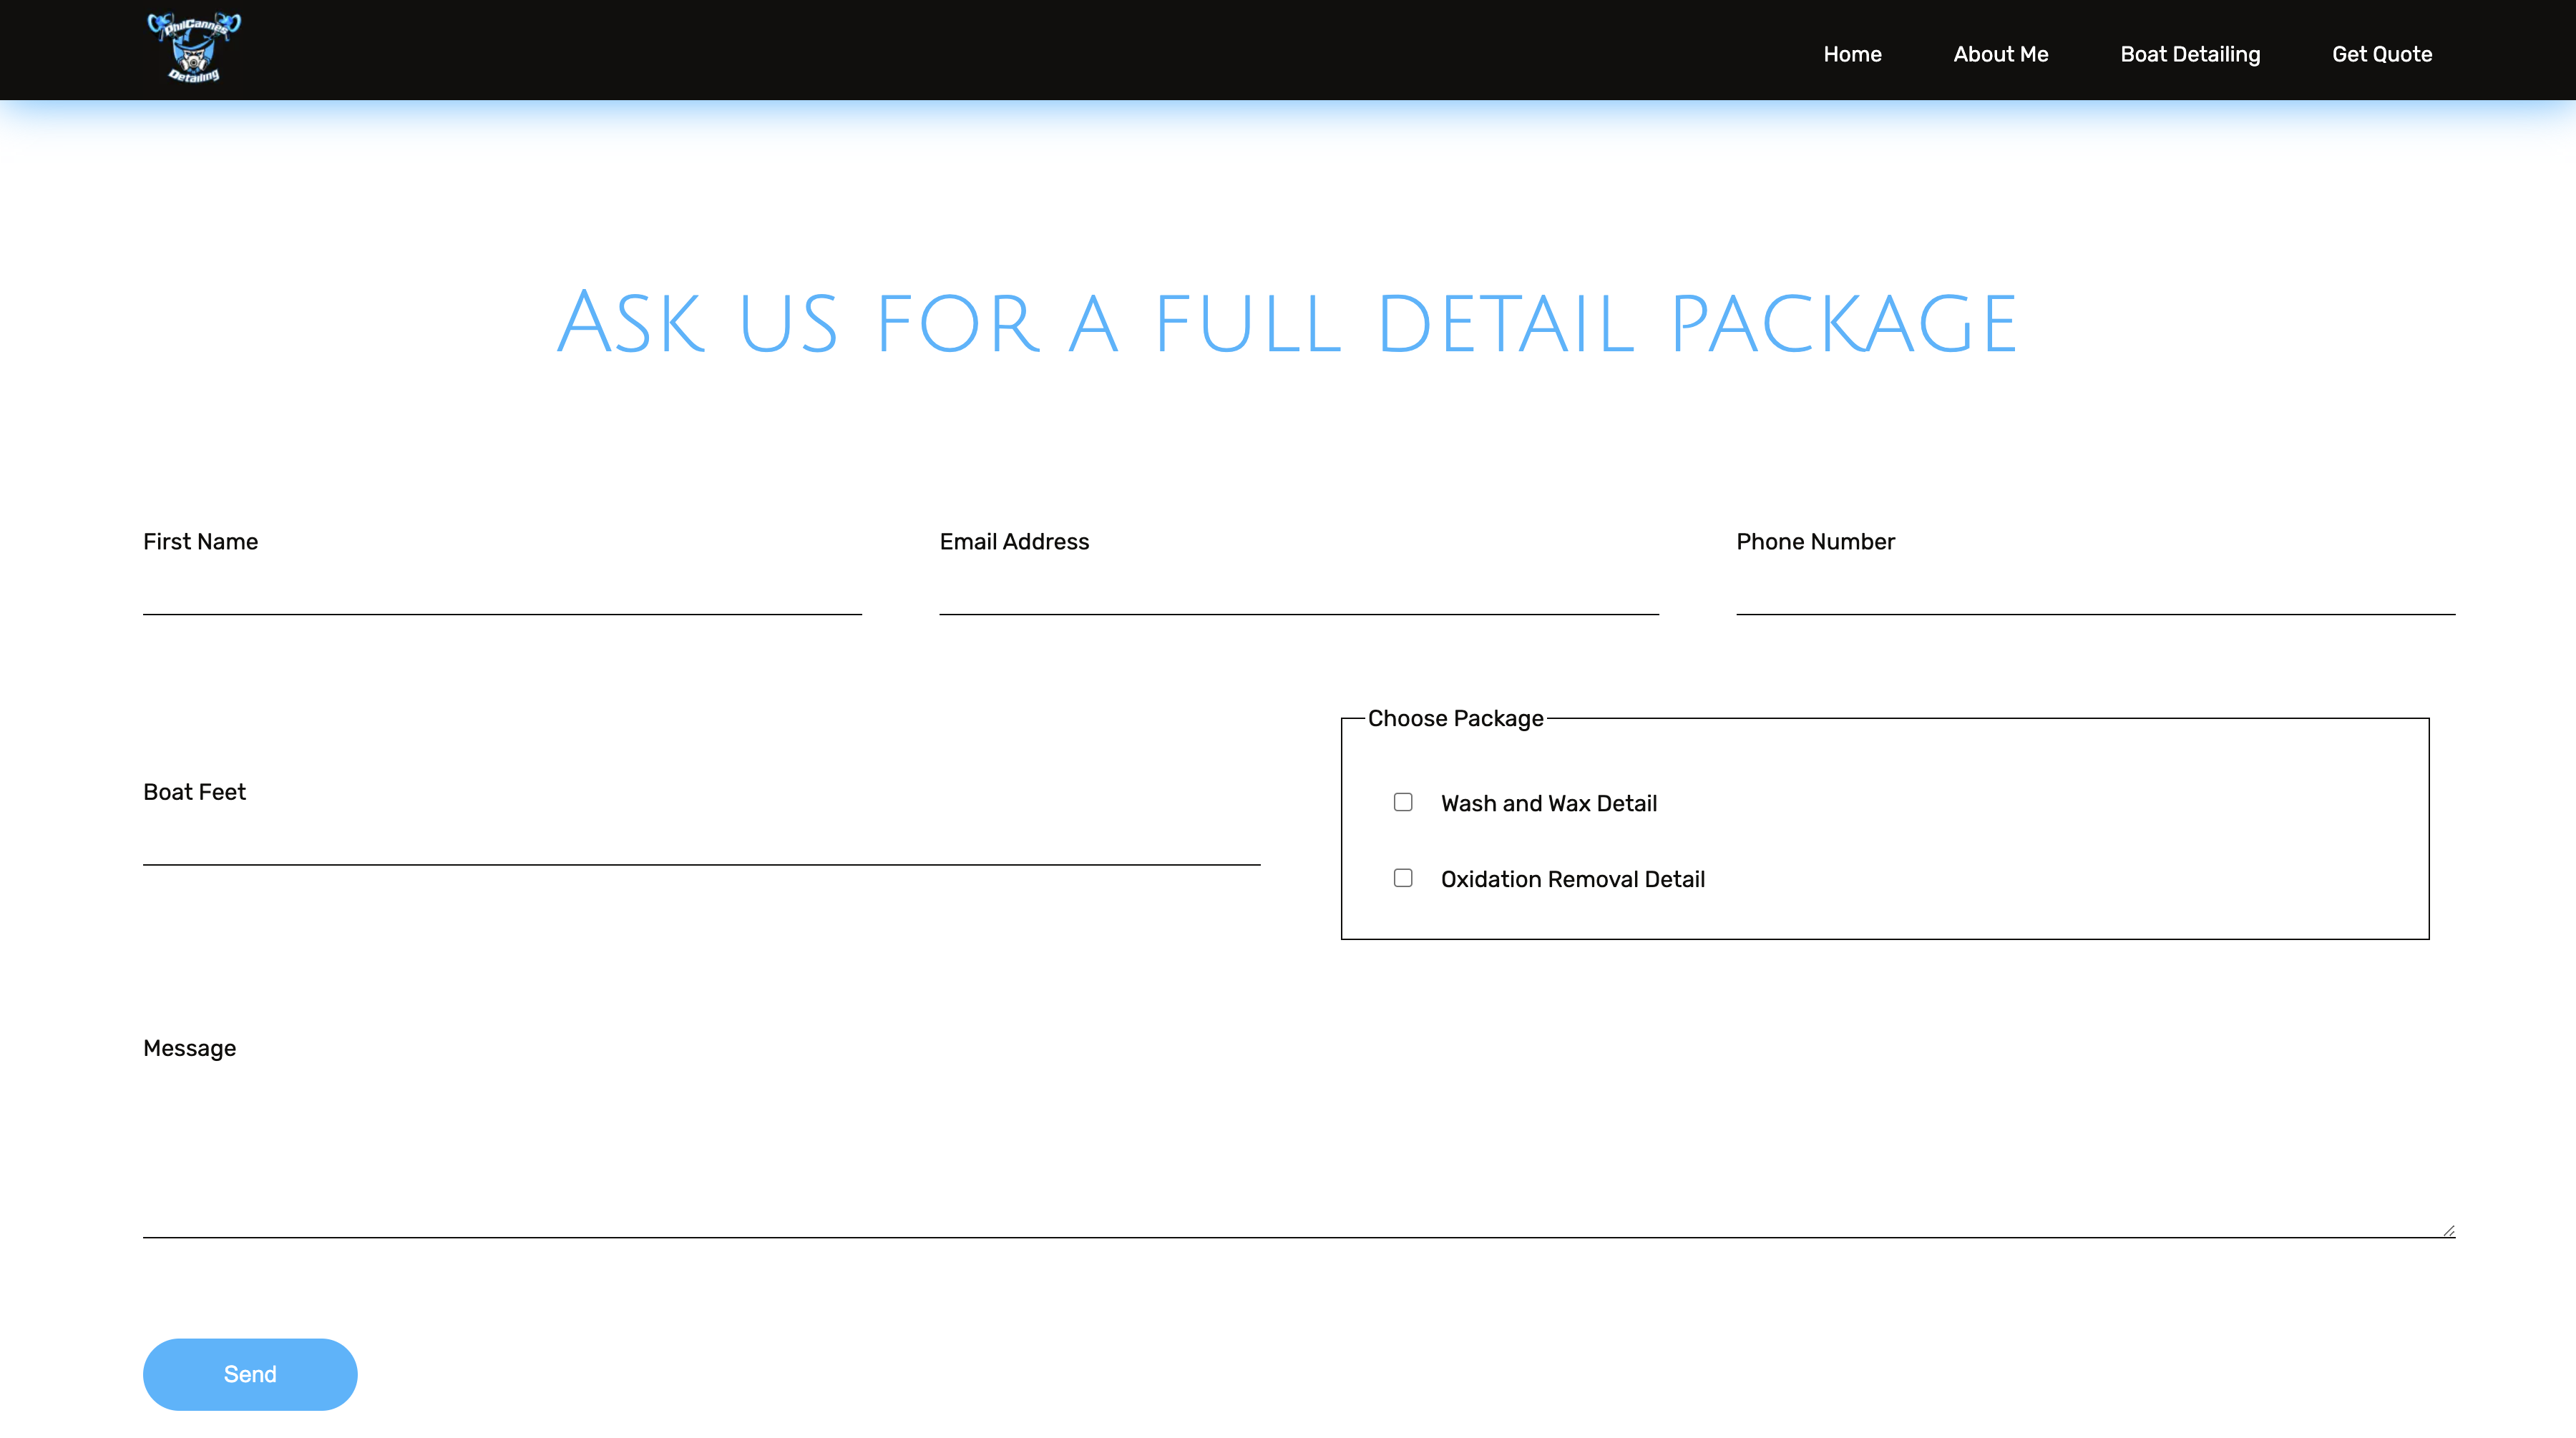 PhilCannes
Detailing
Home
About Me
Boat Detailing
Get Quote
Ask us for a full detail package
First Name
Email Address
Phone Number
Boat Feet
Choose Package
Wash and Wax Detail
Oxidation Removal Detail
Message
Send